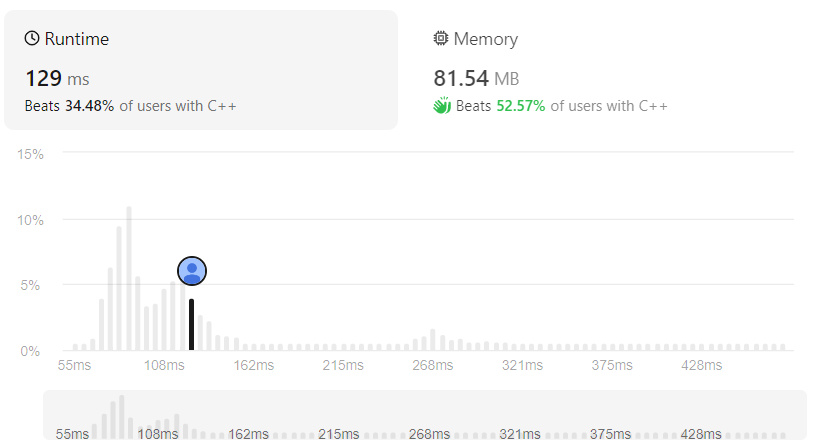 Runtime
129 ms
Beats 34.48% of users with C++
Memory
81.54 MB
Beats 52.57% of users with C++
15%
10%
5%
0%
55ms 108ms 162ms 215ms 268ms 321ms 375ms 428ms
55ms 108ms 162ms 215ms 268ms 321ms 375ms 428ms